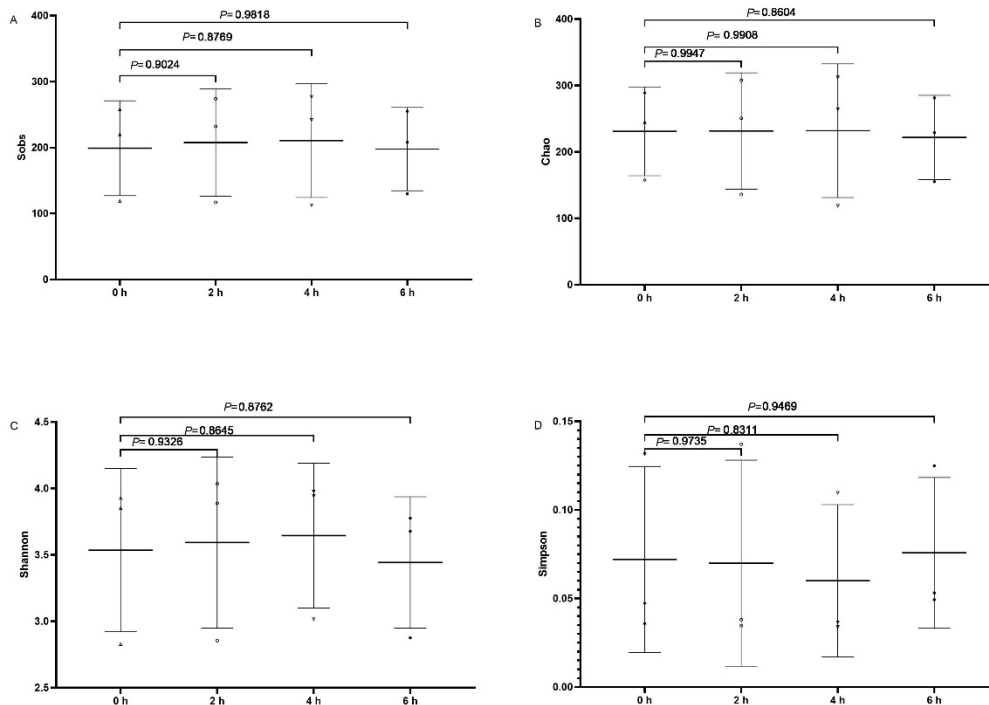 A
400
300
200
100
0
Sobs
P=0.9818
P=0.8769
P=0.9024
0 h 2 h 4 h 6 h
B
400
300
200
100
0
Chao
P=0.8604
P=0.9908
P=0.9947
0 h 2 h 4 h 6 h
C
4.5
4.0
3.5
3.0
2.5
Shannon
P=0.8762
P=0.8645
P=0.9326
0 h 2 h 4 h 6 h
D
0.15
0.10
0.05
0.00
Simpson
P=0.9469
P=0.8311
P=0.9735
0 h 2 h 4 h 6 h